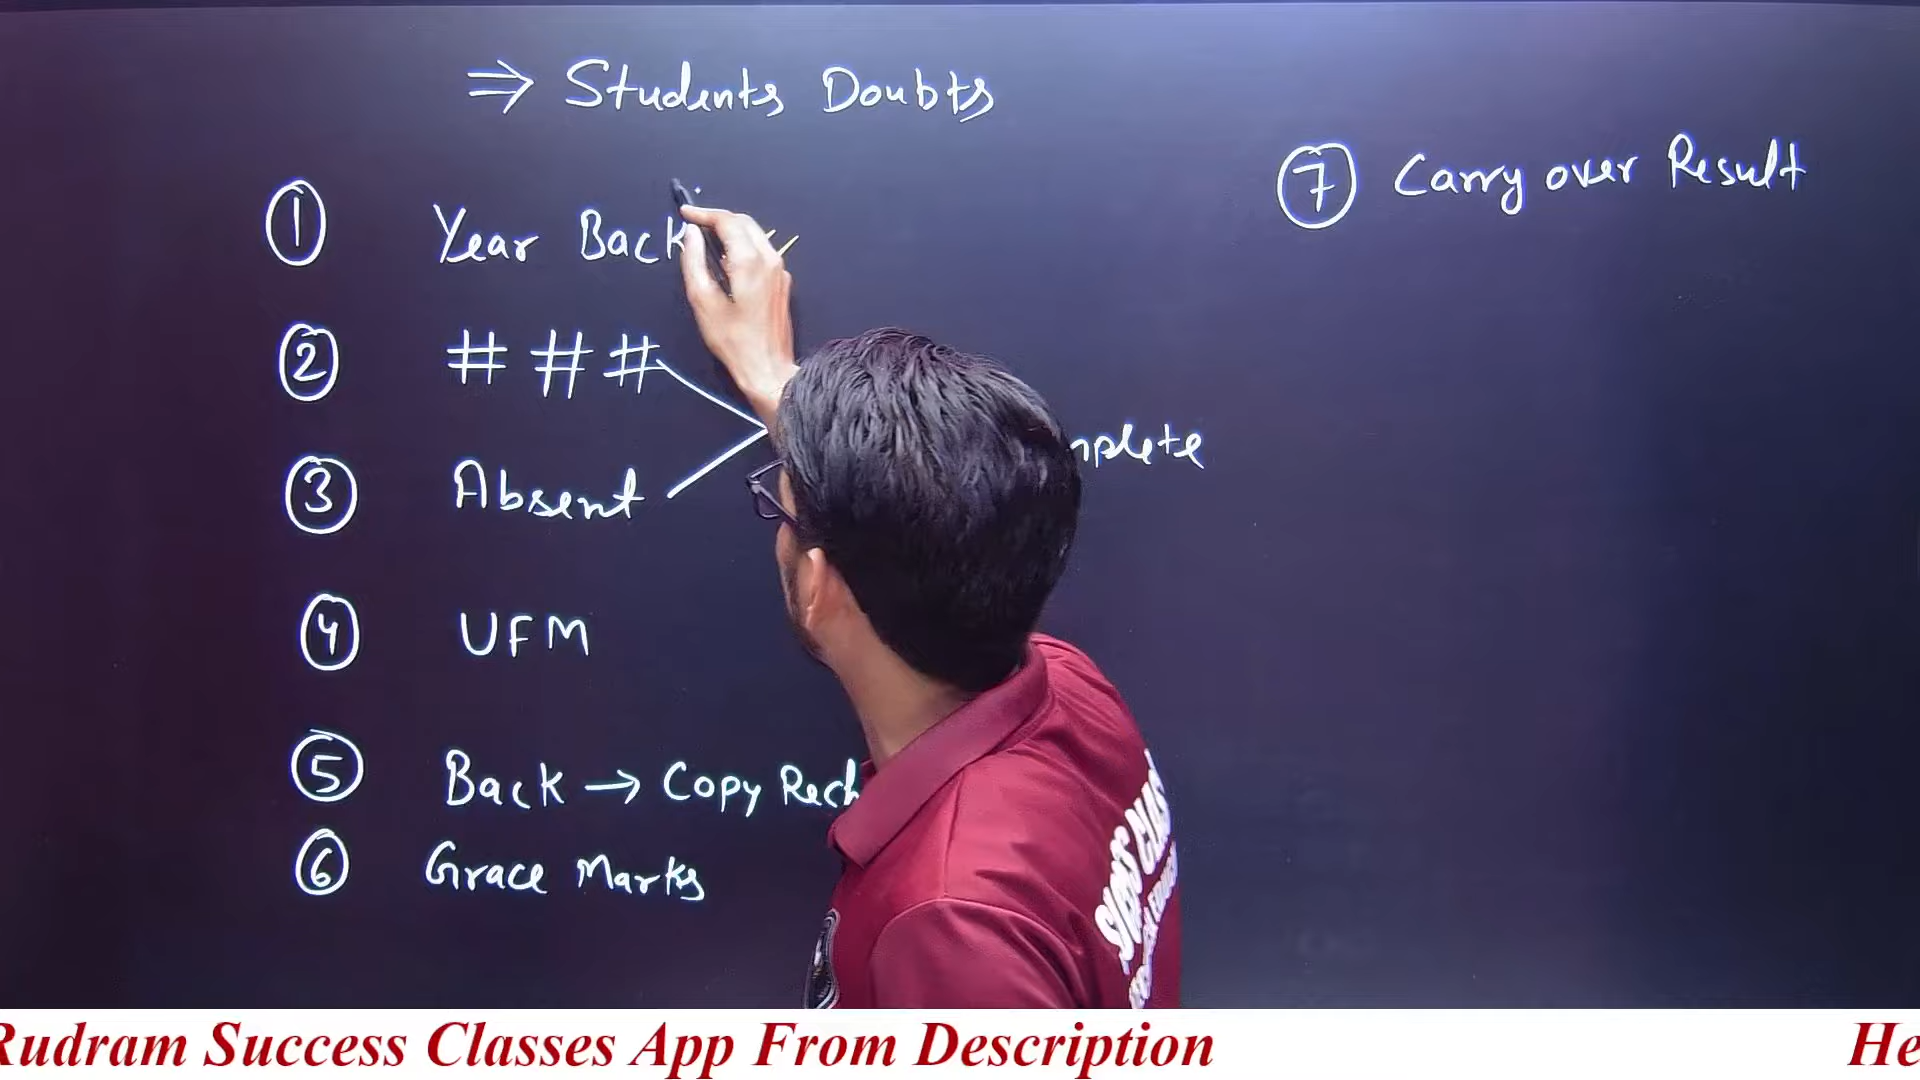 ⇒ Students Doubts
① Year Back
② # # #
③ Absent
④ UFM
⑤ Back → Copy
⑥ Grace Marks
⑦ Carry over Result
Rudram Success Classes App From Description